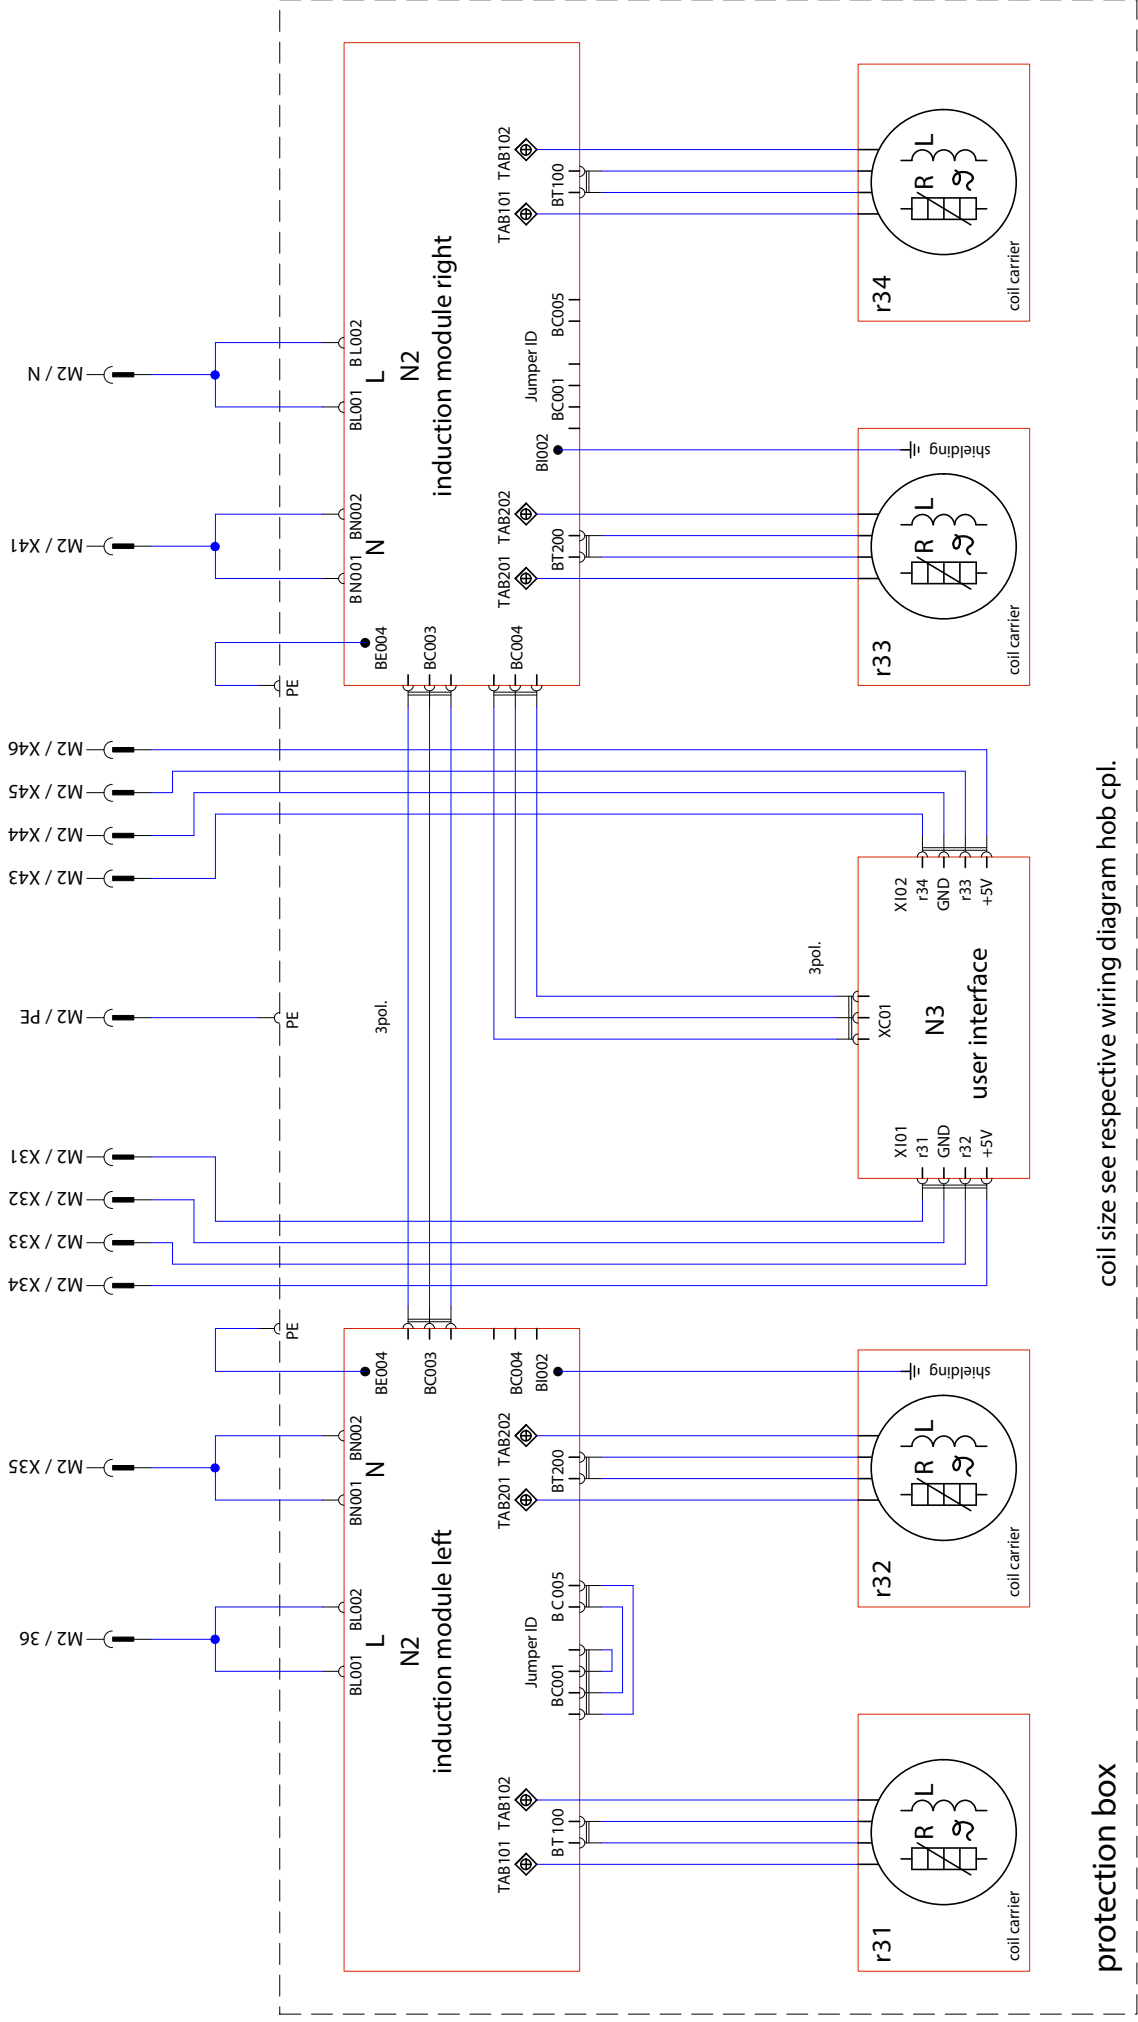 M2 / 36
M2 / X35
M2 / X34
M2 / X33
M2 / X32
M2 / X31
M2 / PE
M2 / X43
M2 / X44
M2 / X45
M2 / X46
M2 / X41
M2 / N
PE
PE
PE
BL001
BL002
BN001
BN002
L
N
BE004
N2
induction module left
BC003
BC004
BI002
TAB101
TAB102
BT100
Jumper ID
BC001
BC005
TAB201
TAB202
BT200
3pol.
BE004
BC003
BC004
BN001
BN002
BL001
BL002
N
L
N2
induction module right
TAB201
TAB202
BT200
BI002
Jumper ID
BC001
BC005
TAB101
TAB102
BT100
3pol.
r31
R
L
ϑ
coil carrier
r32
R
L
ϑ
shielding
coil carrier
XI01
r31
GND
r32
+5V
XC01
N3
user interface
XI02
r34
GND
r33
+5V
r33
R
L
ϑ
shielding
coil carrier
r34
R
L
ϑ
coil carrier
protection box
coil size see respective wiring diagram hob cpl.